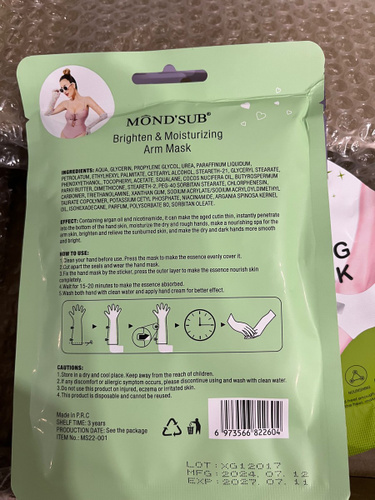 MOND'SUB®
Brighten & Moisturizing
Arm Mask
INGREDIENTS: AQUA, GLYCERIN, PROPYLENE GLYCOL, UREA, PARAFFINUM LIQUIDUM,
PETROLATUM, ETHYLHEXYL PALMITATE, CETEARYL ALCOHOL, STEARETH-21, GLYCERYL STEARATE,
PHENOXYETHANOL, TOCOPHERYL ACETATE, SQUALANE, COCOS NUCIFERA OIL, BUTYROSPERMUM
PARKII BUTTER, DIMETHICONE, STEARETH-2, PEG-40 SORBITAN STEARATE, CHLORPHENESIN,
CARBOMER, TRIETHANOLAMINE, XANTHAN GUM, SODIUM ACRYLATE/SODIUM ACRYLOYLDIMETHYL
TAURATE COPOLYMER, POTASSIUM CETYL PHOSPHATE, NIACINAMIDE, ARGANIA SPINOSA KERNEL
OIL, ISOHEXADECANE, PARFUM, POLYSORBATE 80, SORBITAN OLEATE.
EFFECT: Containing argan oil and nicotinamide, it can make the aged cutin thin, instantly penetrate
into the bottom of the hand skin, moisturize the dry and rough hands, make a nourishing spa for the
arm skin, brighten and relieve the sunburned skin, and make the dry and dark hands more smooth
and bright.
HOW TO USE:
1. Clean your hand before use. Press the mask to make the essence evenly cover it.
2. Cut apart the seals and wear the hand mask.
3. Fix the hand mask by the sticker, press the outer layer to make the essence nourish skin
completely.
4. Wait for 15-20 minutes to make the essence absorbed.
5. Wash both hand with clean water and apply hand cream for better effect.
CAUTIONS:
1. Store in a dry and cool place. Keep away from the reach of children.
2. If any discomfort or allergic symptom occurs, please discontinue using and wash with clean water.
3. Do not use this product on injured, eczema or irritated skin.
4. This product is disposable and cannot be reused.
Made in P.R.C
SHELF TIME: 3 years
PRODUCTION DATE: See the package
ITEM No.: MS22-001
6 973566 822604
LOT: XG12017
MFG: 2024. 07. 12
EXP: 2027. 07. 11
G
K
NOURISHING